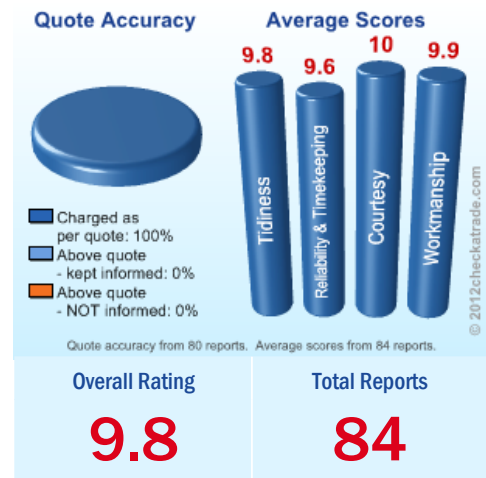 Quote Accuracy
Charged as
per quote: 100%
Above quote
- kept informed: 0%
Above quote
- NOT informed: 0%
Average Scores
9.8
9.6
10
9.9
Tidiness
Reliability & Timekeeping
Courtesy
Workmanship
© 2012checkatrade.com
Quote accuracy from 80 reports. Average scores from 84 reports.
Overall Rating
9.8
Total Reports
84